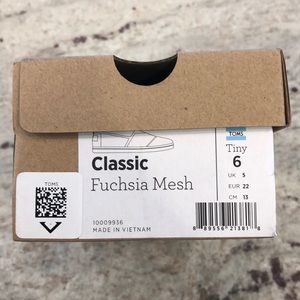 TOMS
Tiny
6
Classic
Fuchsia Mesh
UK 5
EUR 22
CM 13
TOMS
10009936
MADE IN VIETNAM
8 89556 21381 8